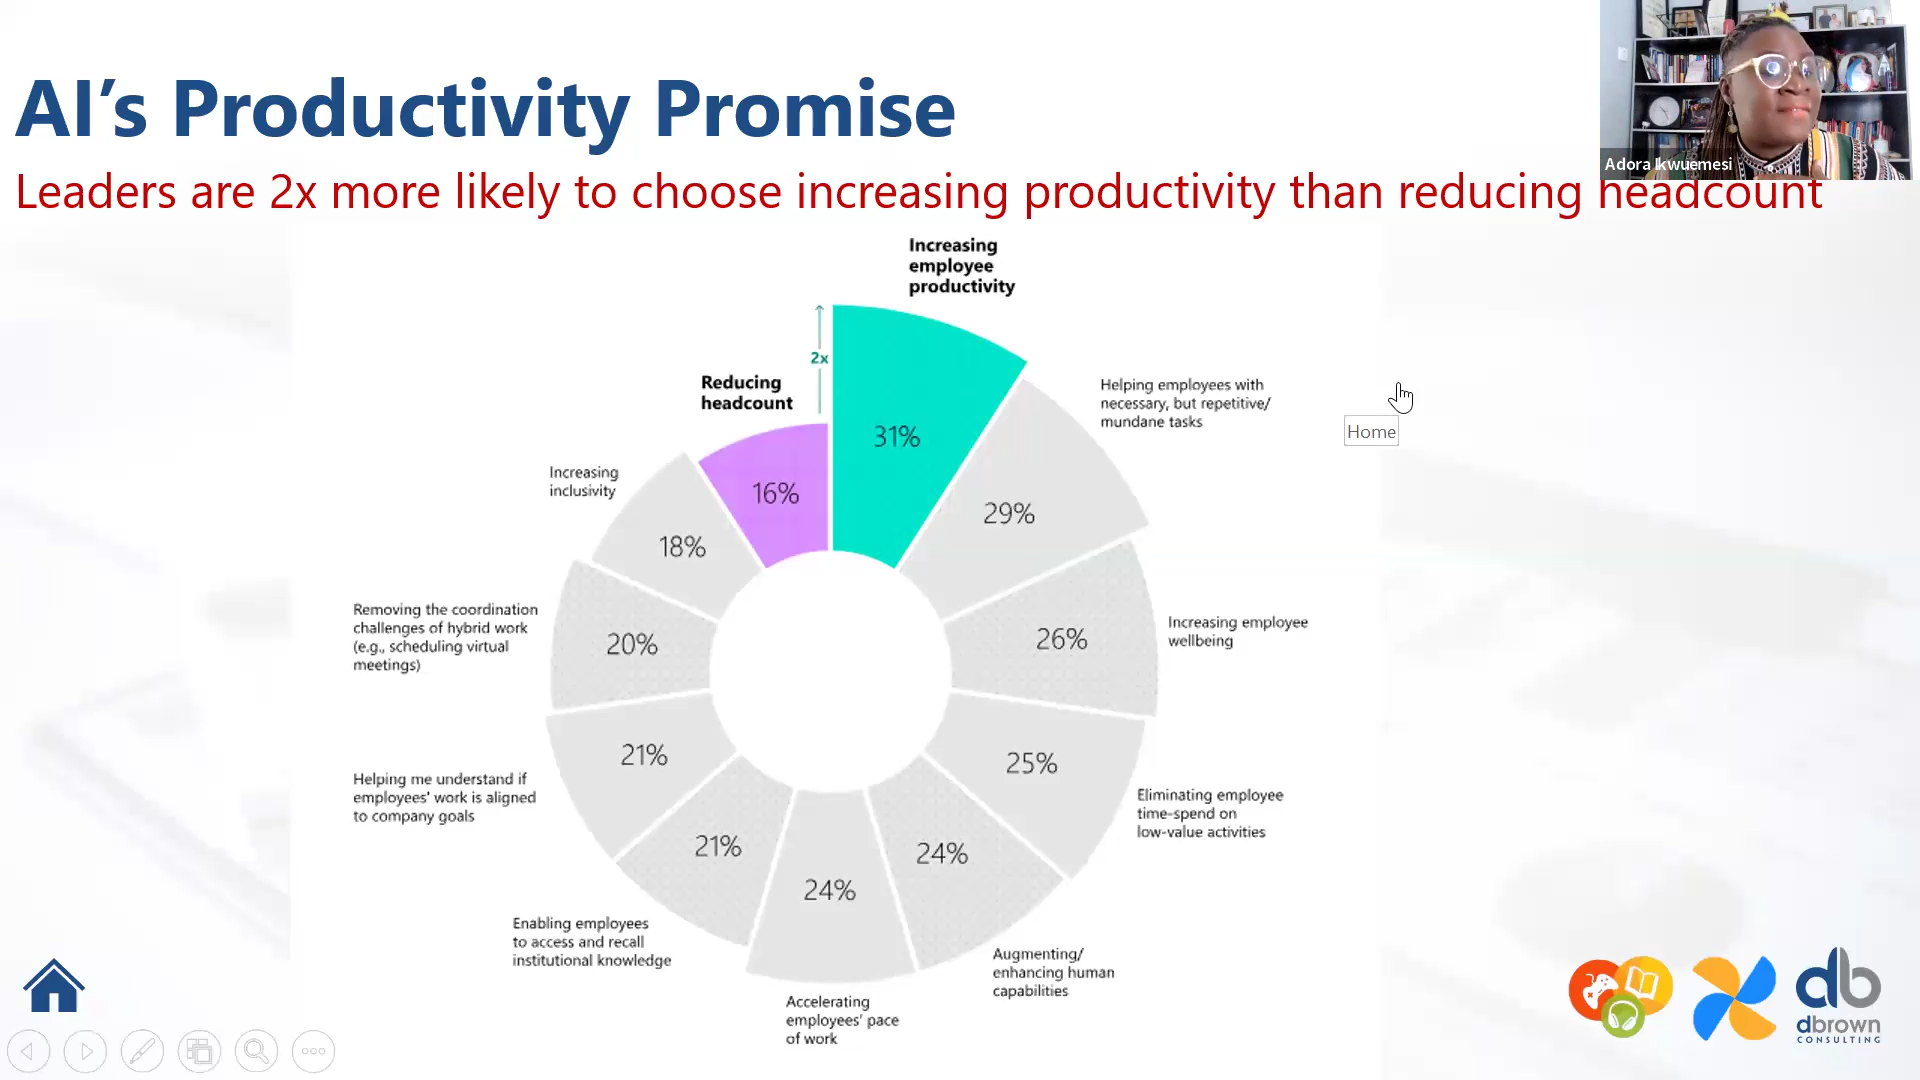 AI’s Productivity Promise
Adora Ikwuemesi
Leaders are 2x more likely to choose increasing productivity than reducing headcount
Increasing
employee
productivity
2x
31%
Helping employees with
necessary, but repetitive/
mundane tasks
29%
Home
Increasing employee
wellbeing
26%
Eliminating employee
time-spend on
low-value activities
25%
Augmenting/
enhancing human
capabilities
24%
Accelerating
employees’ pace
of work
24%
Enabling employees
to access and recall
institutional knowledge
21%
Helping me understand if
employees’ work is aligned
to company goals
21%
Removing the coordination
challenges of hybrid work
(e.g., scheduling virtual
meetings)
20%
Increasing
inclusivity
18%
Reducing
headcount
16%
db
dbrown
CONSULTING